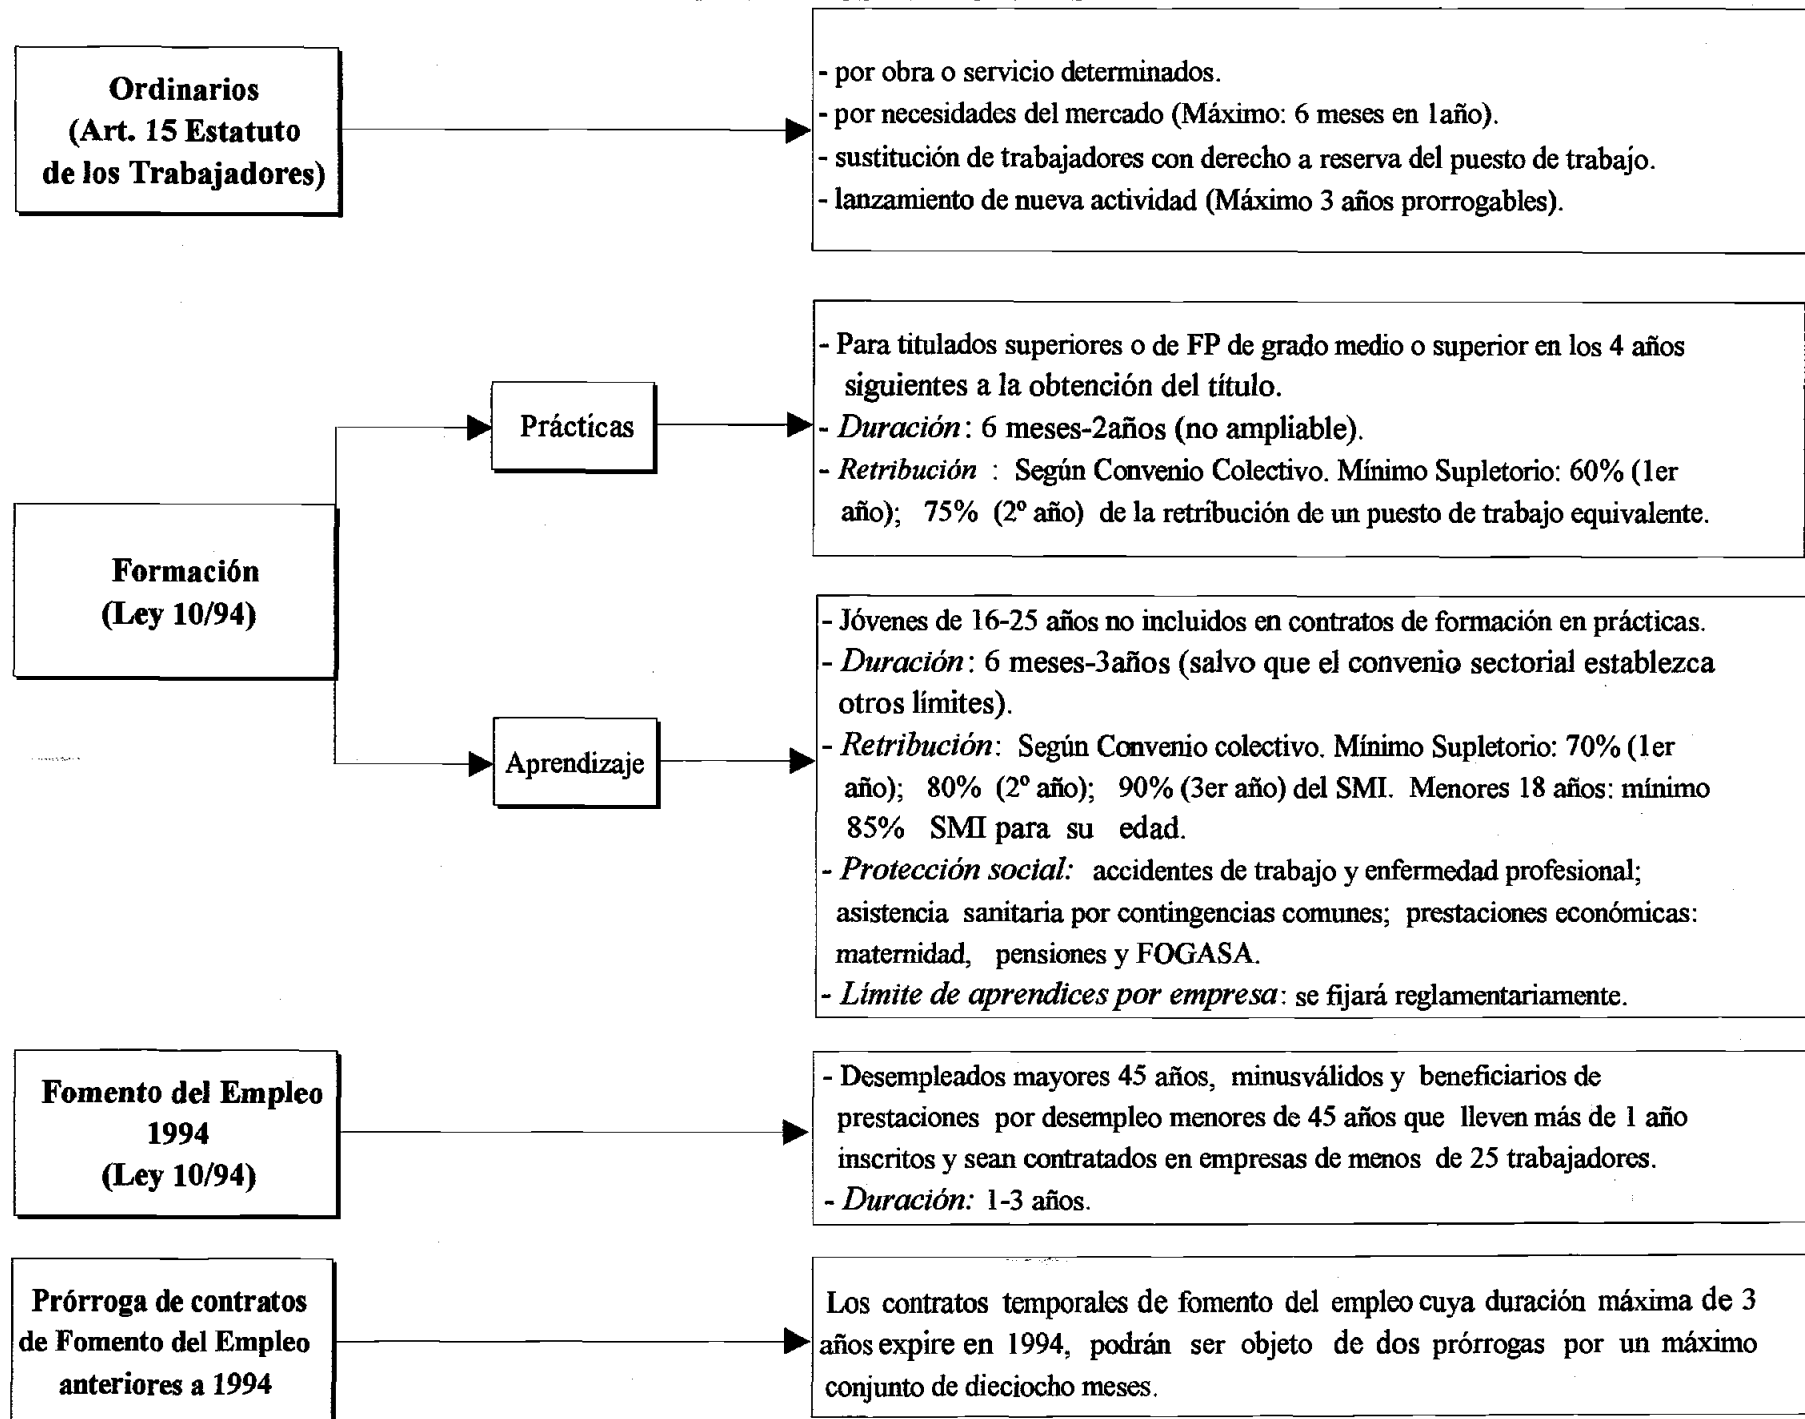 Ordinarios
(Art. 15 Estatuto
de los Trabajadores)
- por obra o servicio determinados.
- por necesidades del mercado (Máximo: 6 meses en 1año).
- sustitución de trabajadores con derecho a reserva del puesto de trabajo.
- lanzamiento de nueva actividad (Máximo 3 años prorrogables).
Formación
(Ley 10/94)
Prácticas
- Para titulados superiores o de FP de grado medio o superior en los 4 años
siguientes a la obtención del título.
- Duración: 6 meses-2años (no ampliable).
- Retribución : Según Convenio Colectivo. Mínimo Supletorio: 60% (1er
año); 75% (2º año) de la retribución de un puesto de trabajo equivalente.
Aprendizaje
- Jóvenes de 16-25 años no incluidos en contratos de formación en prácticas.
- Duración: 6 meses-3años (salvo que el convenio sectorial establezca
otros límites).
- Retribución: Según Convenio colectivo. Mínimo Supletorio: 70% (1er
año); 80% (2º año); 90% (3er año) del SMI. Menores 18 años: mínimo
85% SMI para su edad.
- Protección social: accidentes de trabajo y enfermedad profesional;
asistencia sanitaria por contingencias comunes; prestaciones económicas:
maternidad, pensiones y FOGASA.
- Límite de aprendices por empresa: se fijará reglamentariamente.
Fomento del Empleo
1994
(Ley 10/94)
- Desempleados mayores 45 años, minusválidos y beneficiarios de
prestaciones por desempleo menores de 45 años que lleven más de 1 año
inscritos y sean contratados en empresas de menos de 25 trabajadores.
- Duración: 1-3 años.
Prórroga de contratos
de Fomento del Empleo
anteriores a 1994
Los contratos temporales de fomento del empleo cuya duración máxima de 3
años expire en 1994, podrán ser objeto de dos prórrogas por un máximo
conjunto de dieciocho meses.